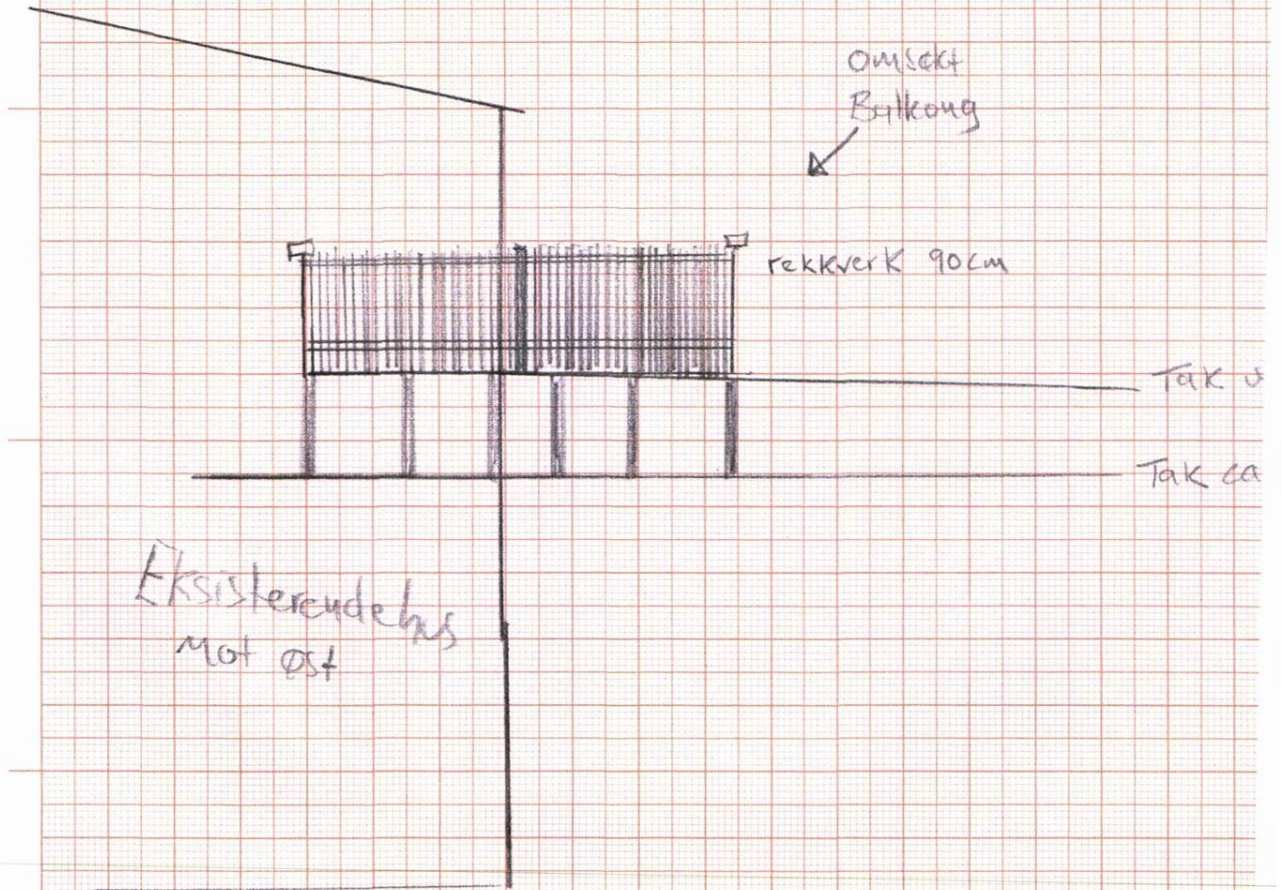 omsøkt
Balkong
rekkverk 90cm
Tak
Tak ca
Eksisterende hus
Mot øst